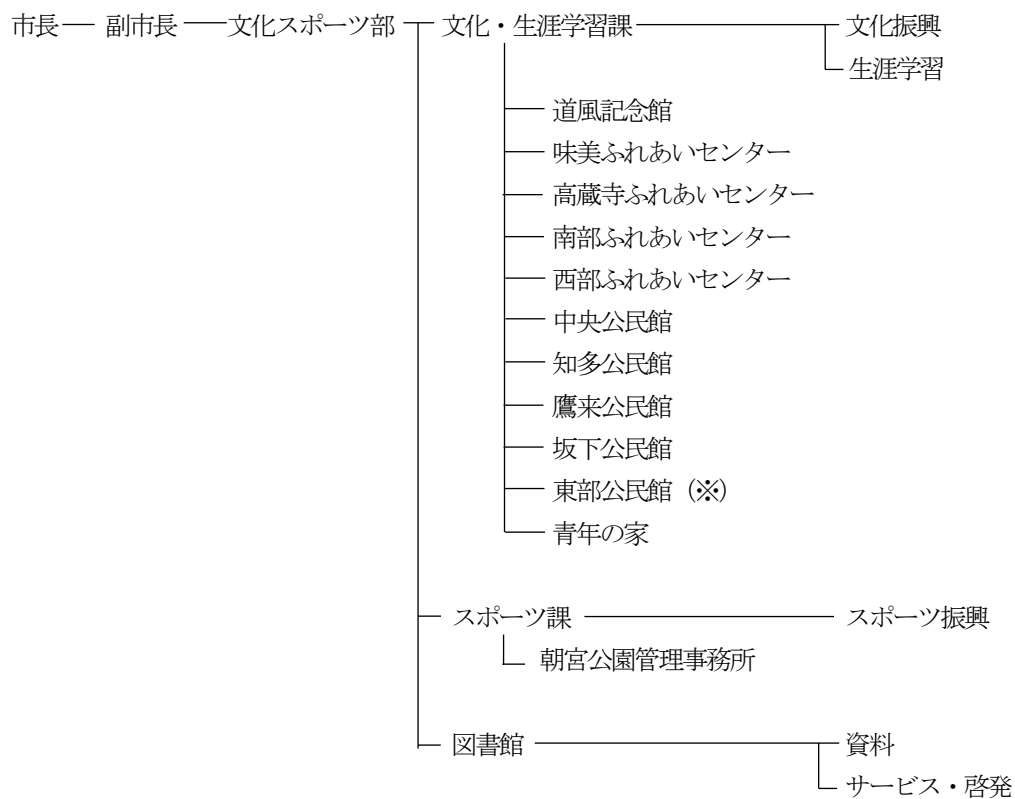 市長 副市長 文化スポーツ部 文化・生涯学習課 文化振興
生涯学習
道風記念館
味美ふれあいセンター
高蔵寺ふれあいセンター
南部ふれあいセンター
西部ふれあいセンター
中央公民館
知多公民館
鷹来公民館
坂下公民館
東部公民館(※)
青年の家
スポーツ課 スポーツ振興
朝宮公園管理事務所
図書館 資料
サービス・啓発